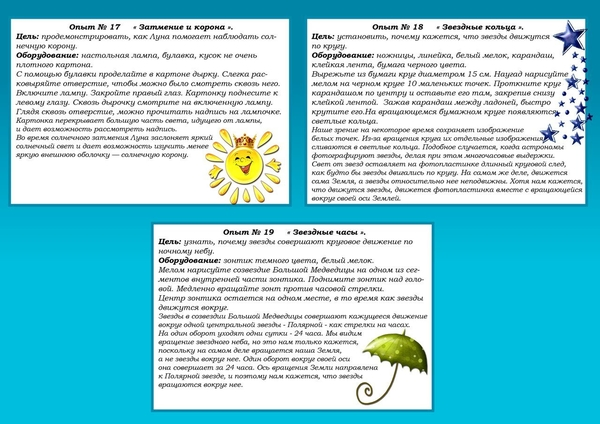 Опыт № 17 « Затмение и корона ».
Цель: продемонстрировать, как Луна помогает наблюдать сол-
нечную корону.
Оборудование: настольная лампа, булавка, кусок не очень
плотного картона.
С помощью булавки проделайте в картоне дырку. Слегка рас-
ковыряйте отверстие, чтобы можно было смотреть сквозь него.
Включите лампу. Закройте правый глаз. Картонку поднесите к
левому глазу. Сквозь дырочку смотрите на включенную лампу.
Глядя сквозь отверстие, можно прочитать надпись на лампочке.
Картонка перекрывает большую часть света, идущего от лампы,
и дает возможность рассмотреть надпись.
Во время солнечного затмения Луна заслоняет яркий
солнечный свет и дает возможность изучить менее
яркую внешнюю оболочку — солнечную корону.
Опыт № 18 « Звездные кольца ».
Цель: установить, почему кажется, что звезды движутся
по кругу.
Оборудование: ножницы, линейка, белый мелок, карандаш,
клейкая лента, бумага черного цвета.
Вырежьте из бумаги круг диаметром 15 см. Наугад нарисуйте
мелом на черном круге 10 маленьких точек. Проткните круг
карандашом по центру и оставьте его там, закрепив снизу
клейкой лентой. Зажав карандаш между ладоней, быстро
крутите его.На вращающемся бумажном круге появляются
светлые кольца.
Наше зрение на некоторое время сохраняет изображение
белых точек. Из-за вращения круга их отдельные изображения
сливаются в светлые кольца. Подобное случается, когда астрономы
фотографируют звезды, делая при этом многочасовые выдержки.
Свет от звезд оставляет на фотопластинке длинный круговой след,
как будто бы звезды двигались по кругу. На самом же деле, движется
сама Земля, а звезды относительно нее неподвижны. Хотя нам кажется,
что движутся звезды, движется фотопластинка вместе с вращающейся
вокруг своей оси Землей.
Опыт № 19 « Звездные часы ».
Цель: узнать, почему звезды совершают круговое движение по
ночному небу.
Оборудование: зонтик темного цвета, белый мелок.
Мелом нарисуйте созвездие Большой Медведицы на одном из сег-
ментов внутренней части зонтика. Поднимите зонтик над голо-
вой. Медленно вращайте зонт против часовой стрелки.
Центр зонтика остается на одном месте, в то время как звезды
движутся вокруг.
Звезды в созвездии Большой Медведицы совершают кажущееся движение
вокруг одной центральной звезды - Полярной - как стрелки на часах.
На один оборот уходят одни сутки - 24 часа. Мы видим
вращение звездного неба, но это нам только кажется,
поскольку на самом деле вращается наша Земля,
а не звезды вокруг нее. Один оборот вокруг своей оси
она совершает за 24 часа. Ось вращения Земли направлена
к Полярной звезде, и поэтому нам кажется, что звезды
вращаются вокруг нее.